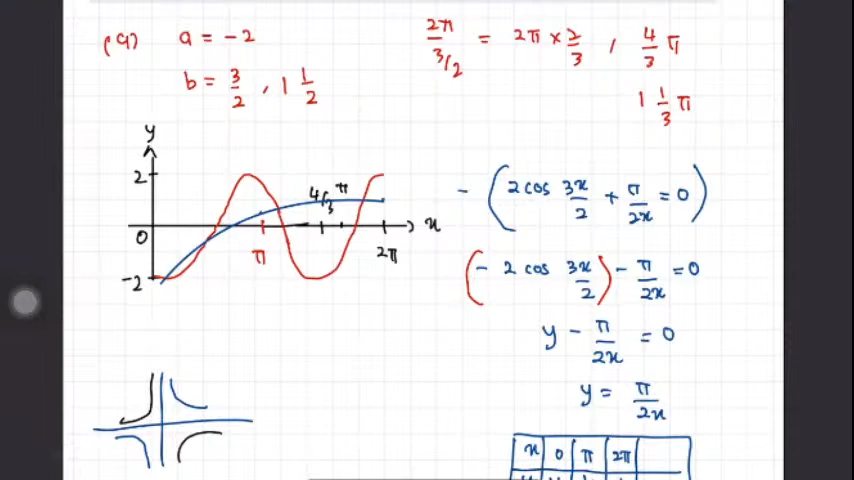 (a) a = -2
2π/(3/2) = 2π × 2/3 , 4/3 π
b = 3/2 , 1 1/2
1 1/3 π
y
2
4/3 π
0
π
2π
x
-2
- (2 cos 3x/2 + π/2x = 0)
(- 2 cos 3x/2) - π/2x = 0
y - π/2x = 0
y = π/2x
x 0 π 2π